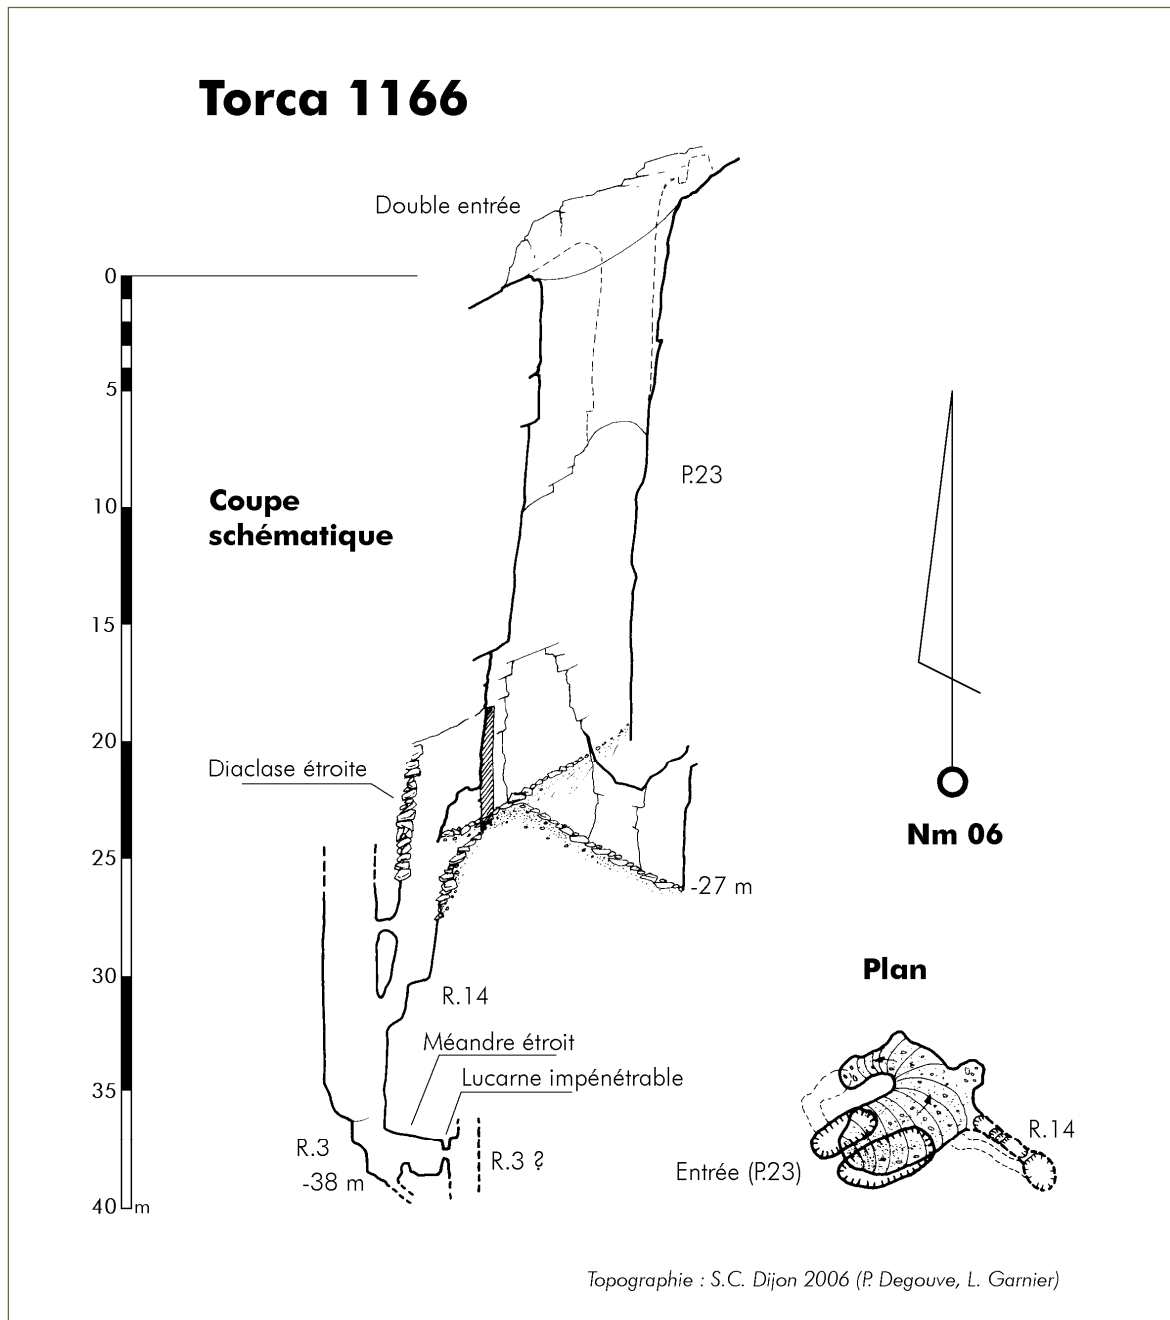 Torca 1166
Double entrée
0
5
10
15
20
25
30
35
40 m
P.23
Coupe
schématique
Diaclase étroite
-27 m
Nm 06
R.14
Méandre étroit
Lucarne impénétrable
R.3
-38 m
R.3 ?
Plan
R.14
Entrée (P.23)
Topographie : S.C. Dijon 2006 (P. Degouve, L. Garnier)